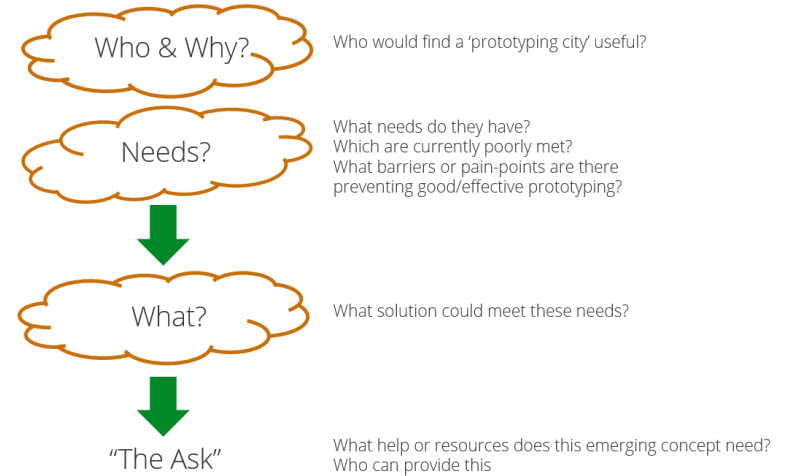 Who & Why?
Who would find a ‘prototyping city’ useful?
Needs?
What needs do they have?
Which are currently poorly met?
What barriers or pain-points are there
preventing good/effective prototyping?
What?
What solution could meet these needs?
“The Ask”
What help or resources does this emerging concept need?
Who can provide this